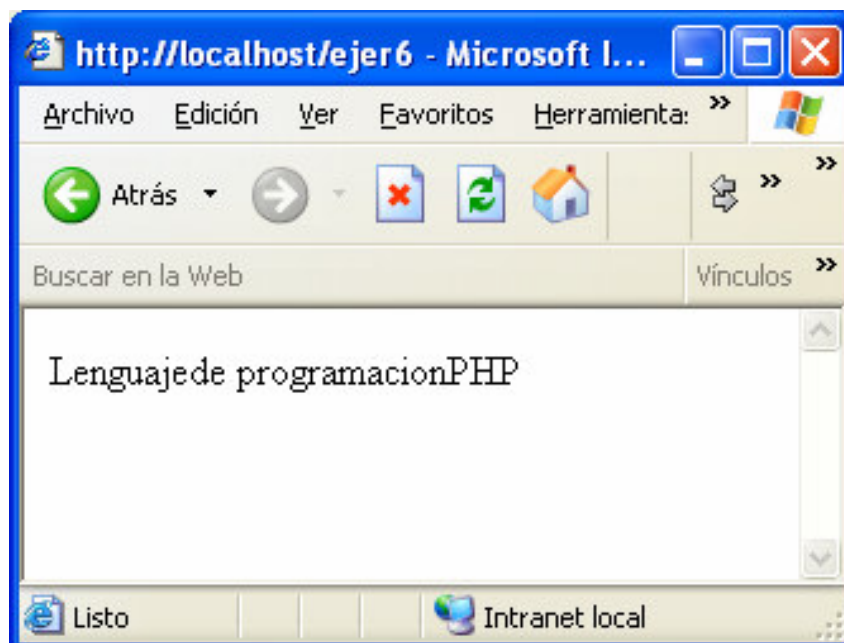 http://localhost/ejer6 - Microsoft I...
Archivo Edición Ver Favoritos Herramientas
Atrás
Buscar en la Web Vínculos
Lenguajede programacionPHP
Listo Intranet local